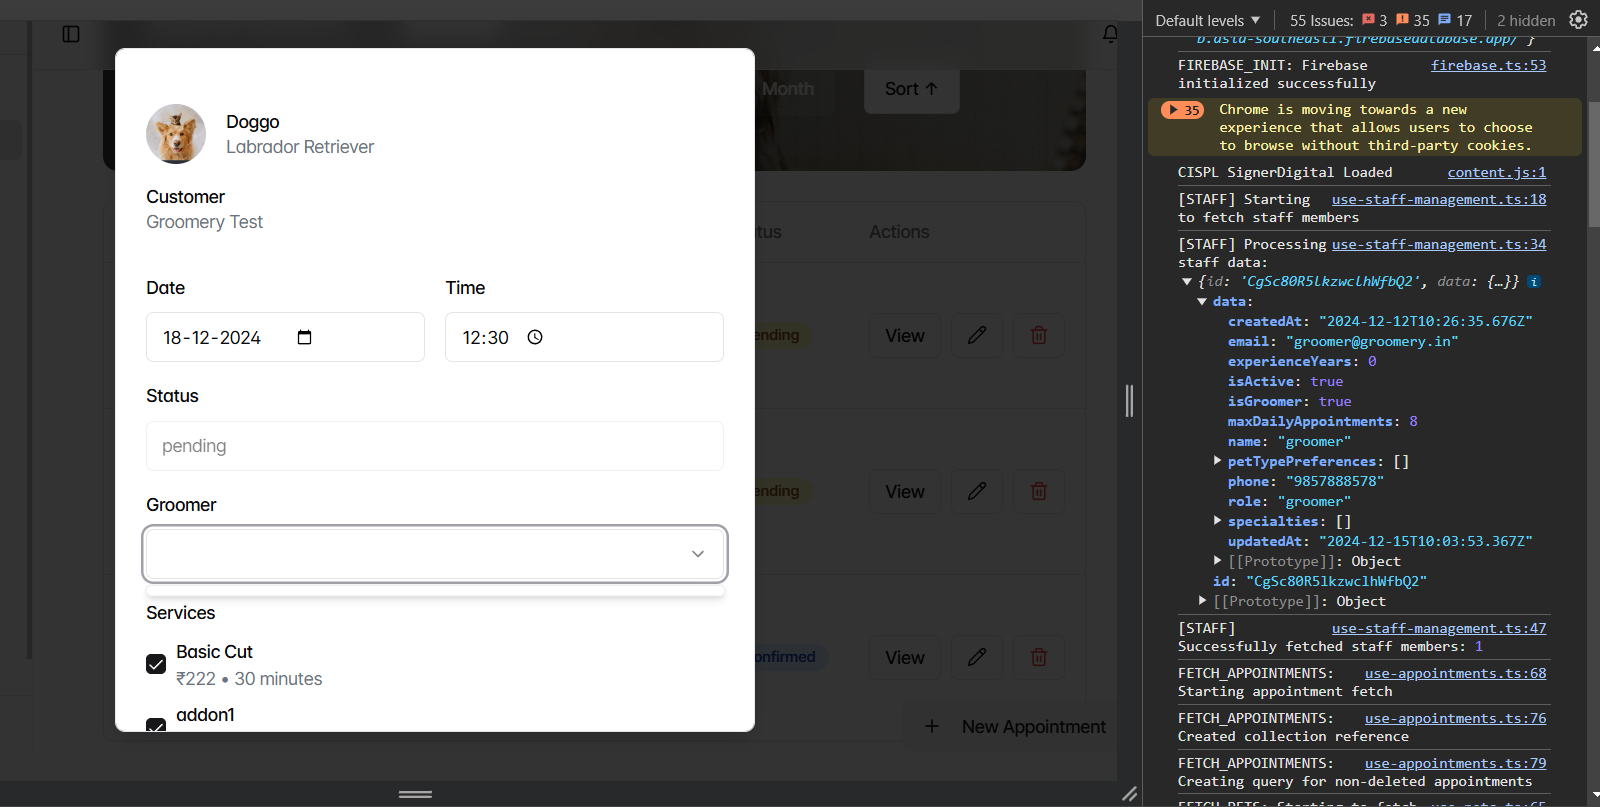 Month
Sort ↑
Doggo
Labrador Retriever
Customer
Groomery Test
Date
Time
18-12-2024
12:30
Status
pending
Groomer
Services
Basic Cut
₹222 • 30 minutes
addon1
tus
Actions
ending
View
ending
View
onfirmed
View
+ New Appointment
Default levels ▼
55 Issues: 3 35 17
2 hidden
b.asia-southeast1.firebasedatabase.app/' }
FIREBASE_INIT: Firebase firebase.ts:53
initialized successfully
35 Chrome is moving towards a new
experience that allows users to choose
to browse without third-party cookies.
CISPL SignerDigital Loaded content.js:1
[STAFF] Starting use-staff-management.ts:18
to fetch staff members
[STAFF] Processing use-staff-management.ts:34
staff data:
▼ {id: 'CgSc80R5lkzwclhWfbQ2', data: {…}} i
▼ data:
createdAt: "2024-12-12T10:26:35.676Z"
email: "groomer@groomery.in"
experienceYears: 0
isActive: true
isGroomer: true
maxDailyAppointments: 8
name: "groomer"
▶ petTypePreferences: []
phone: "9857888578"
role: "groomer"
▶ specialties: []
updatedAt: "2024-12-15T10:03:53.367Z"
▶ [[Prototype]]: Object
id: "CgSc80R5lkzwclhWfbQ2"
▶ [[Prototype]]: Object
[STAFF] use-staff-management.ts:47
Successfully fetched staff members: 1
FETCH_APPOINTMENTS: use-appointments.ts:68
Starting appointment fetch
FETCH_APPOINTMENTS: use-appointments.ts:76
Created collection reference
FETCH_APPOINTMENTS: use-appointments.ts:79
Creating query for non-deleted appointments
FETCH_PETS: Starting to fetch use-pets.ts:65